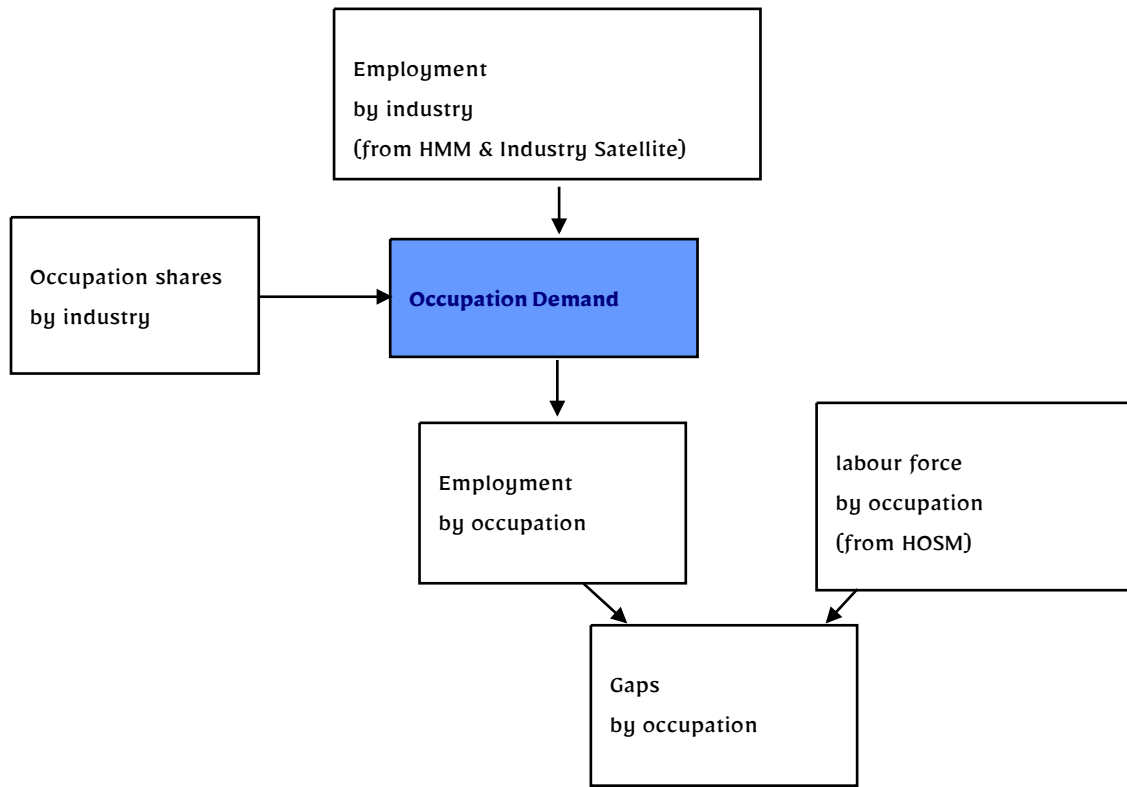 Employment
by industry
(from HMM & Industry Satellite)
Occupation shares
by industry
Occupation Demand
Employment
by occupation
labour force
by occupation
(from HOSM)
Gaps
by occupation